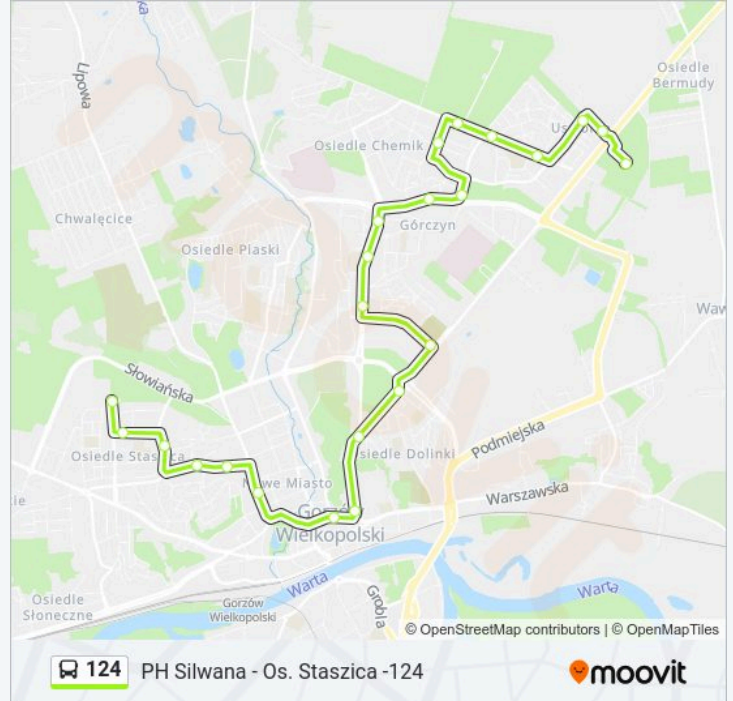 Lipowa
Osiedle
Bermudy
Osiedle Chemik
Chwalęcice
Górczyn
Osiedle Piaski
Waw
Słowiańska
Podmiejska
Osiedle Staszica
Osiedle Dolinki
Nowe Miasto
Warszawska
Gorzów
Wielkopolski
Warta
Warta
Osiedle
Słoneczne
Gorzów
Wielkopolski
Grobla
© OpenStreetMap contributors | © OpenMapTiles
124 PH Silwana - Os. Staszica -124
moovit